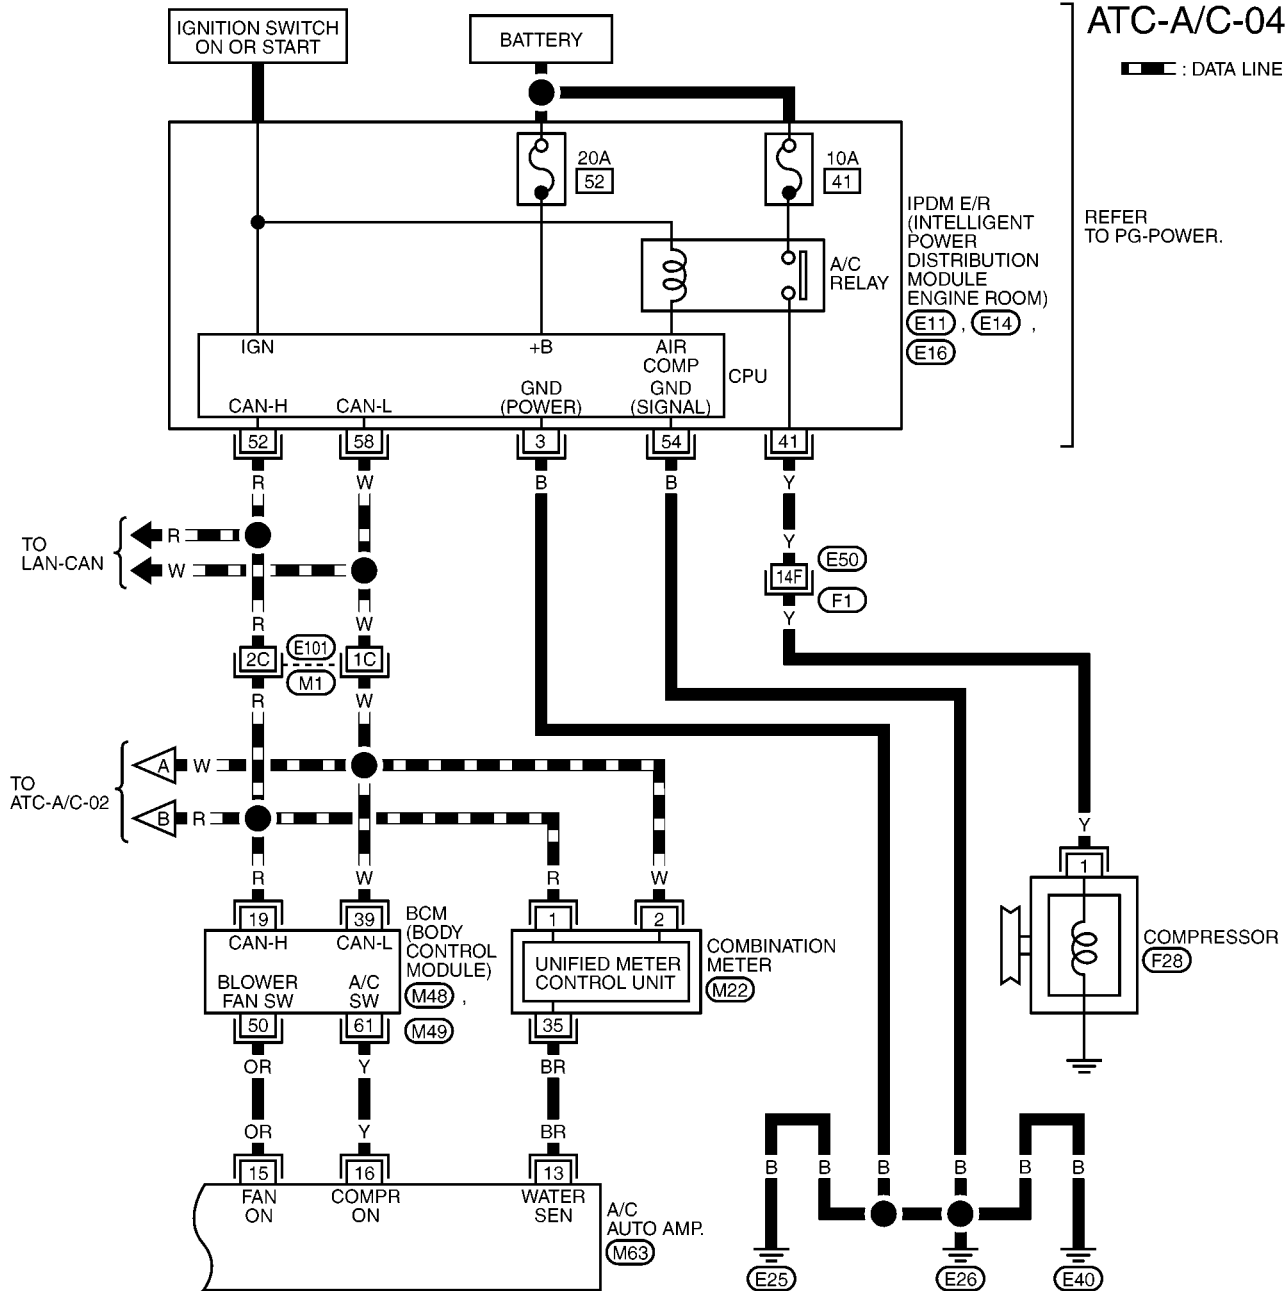 ATC-A/C-04
: DATA LINE
IGNITION SWITCH
ON OR START
BATTERY
20A
52
10A
41
IPDM E/R
(INTELLIGENT
POWER
DISTRIBUTION
MODULE
ENGINE ROOM)
E11 , E14 ,
E16
REFER
TO PG-POWER.
A/C
RELAY
IGN
+B
AIR
COMP
CPU
CAN-H
CAN-L
GND
(POWER)
GND
(SIGNAL)
52
58
3
54
41
R
W
B
B
Y
TO
LAN-CAN
R
W
Y
14F
E50
F1
Y
R
W
2C
E101
M1
1C
R
W
TO
ATC-A/C-02
A
W
B
R
Y
R
W
R
W
1
COMPRESSOR
F28
19
39
CAN-H
CAN-L
BLOWER
FAN SW
A/C
SW
50
61
BCM
(BODY
CONTROL
MODULE)
M48 ,
M49
1
2
UNIFIED METER
CONTROL UNIT
35
COMBINATION
METER
M22
OR
Y
BR
OR
Y
BR
15
16
13
FAN
ON
COMPR
ON
WATER
SEN
A/C
AUTO AMP.
M63
B
B
B
B
B
B
E25
E26
E40